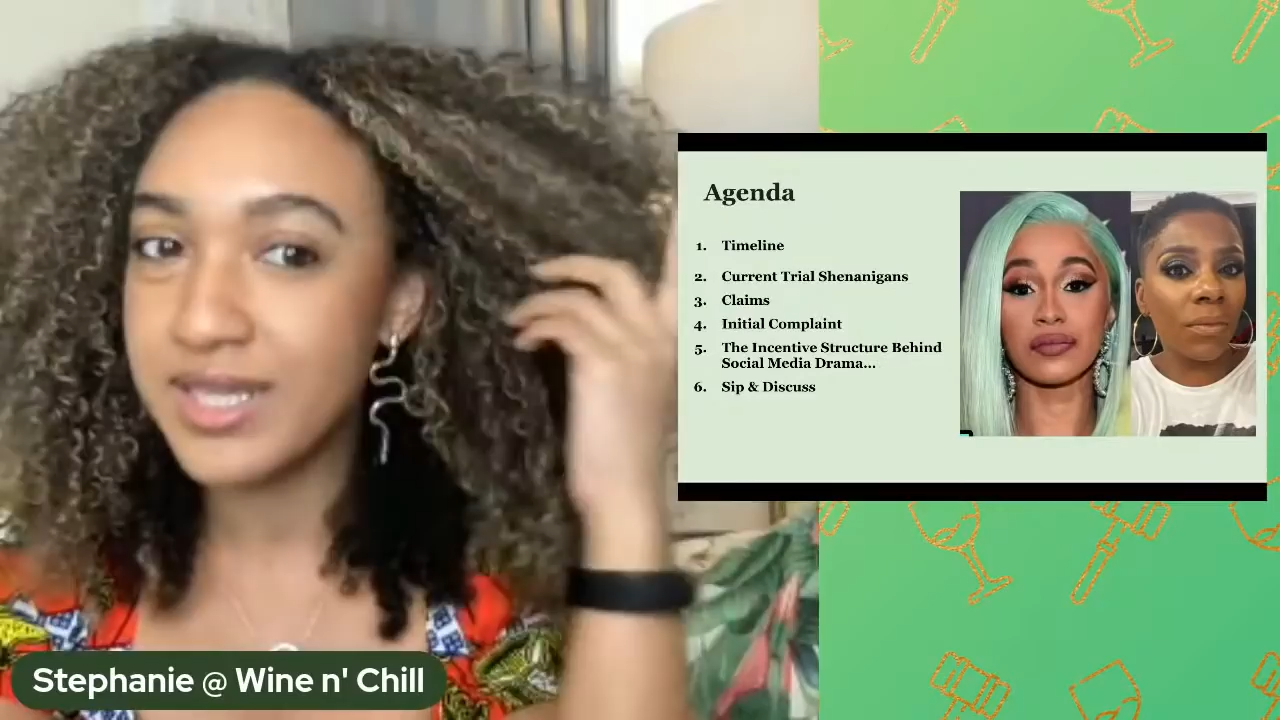 Agenda
1. Timeline
2. Current Trial Shenanigans
3. Claims
4. Initial Complaint
5. The Incentive Structure Behind
Social Media Drama...
6. Sip & Discuss
Stephanie @ Wine n' Chill